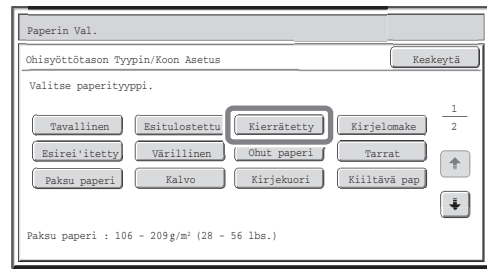 Paperin Val.
Ohisyöttötason Tyypin/Koon Asetus Keskeytä
Valitse paperityyppi.
1
Tavallinen Esitulostettu Kierrätetty Kirjelomake 2
Esirei'itetty Värillinen Ohut paperi Tarrat
Paksu paperi Kalvo Kirjekuori Kiiltävä pap
Paksu paperi : 106 - 209 g/m² (28 - 56 lbs.)